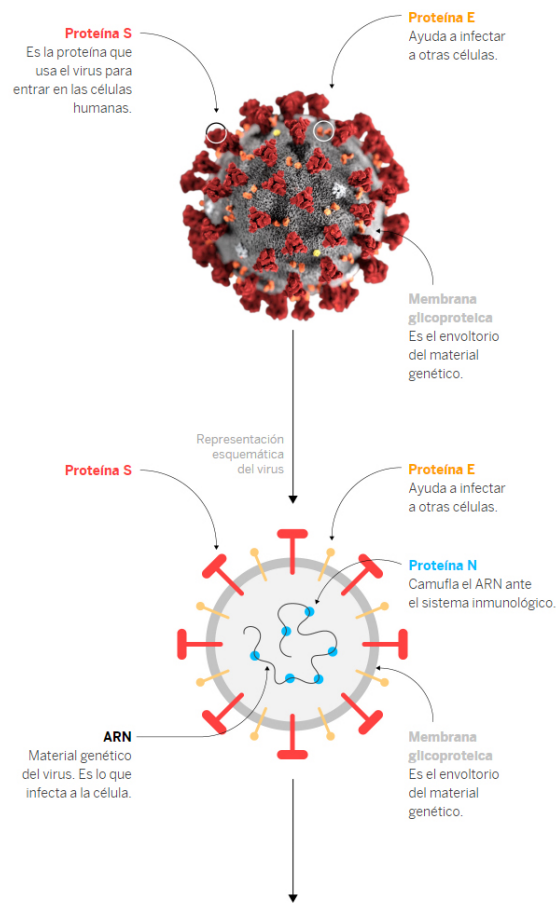 Proteína S
Es la proteína que
usa el virus para
entrar en las células
humanas.
Proteína E
Ayuda a infectar
a otras células.
Membrana
glicoproteica
Es el envoltorio
del material
genético.
Representación
esquemática
del virus
Proteína S
Proteína E
Ayuda a infectar
a otras células.
Proteína N
Camufla el ARN ante
el sistema inmunológico.
ARN
Material genético
del virus. Es lo que
infecta a la célula.
Membrana
glicoproteica
Es el envoltorio
del material
genético.